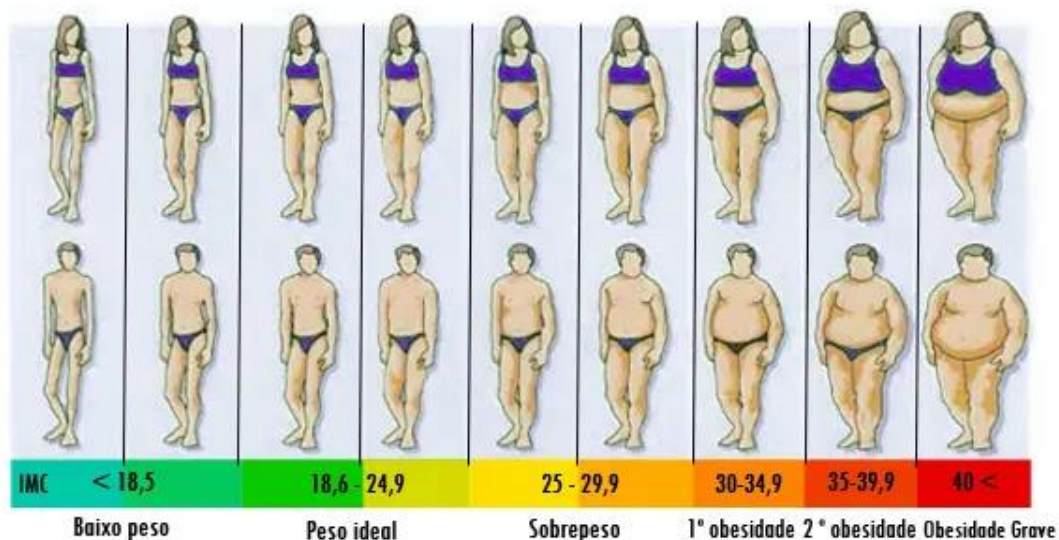 IMC < 18,5 18,6 - 24,9 25 - 29,9 30-34,9 35-39,9 40 <
Baixo peso Peso ideal Sobrepeso 1° obesidade 2 ° obesidade Obesidade Grave